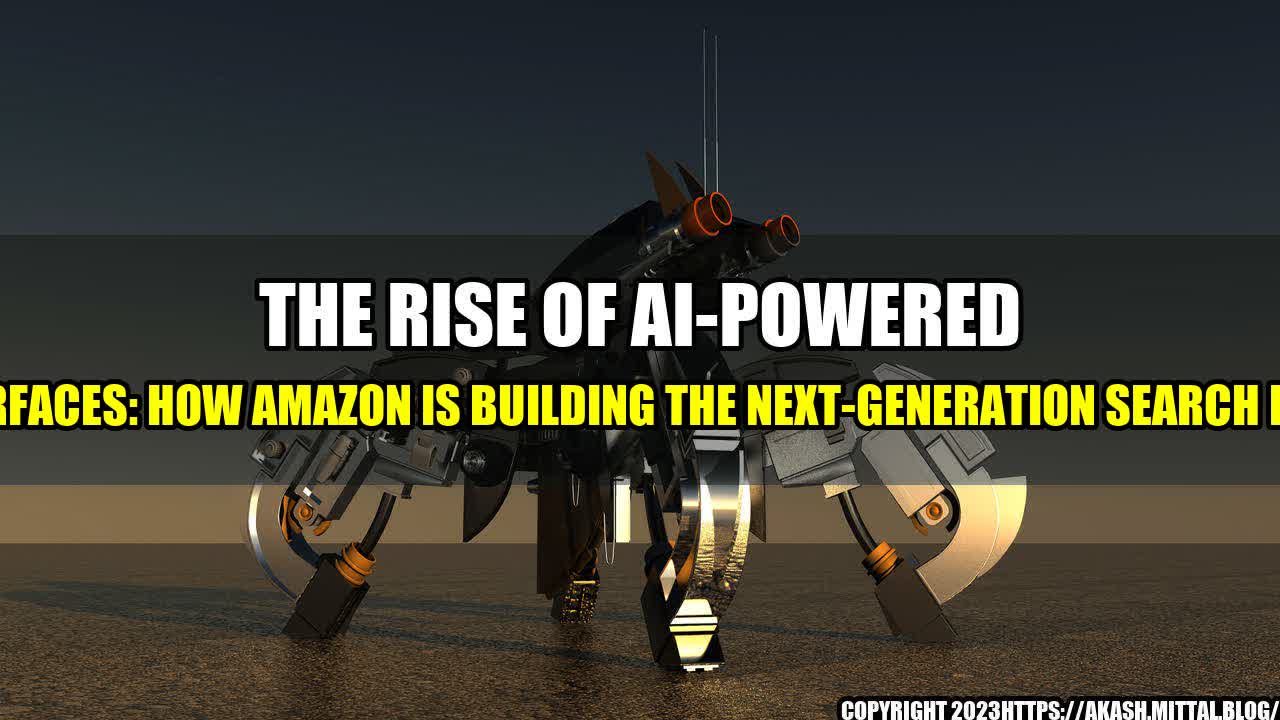 THE RISE OF AI-POWERED
RFACES: HOW AMAZON IS BUILDING THE NEXT-GENERATION SEARCH
COPYRIGHT 2023HTTPS://AKASH.MITTAL.BLOG/